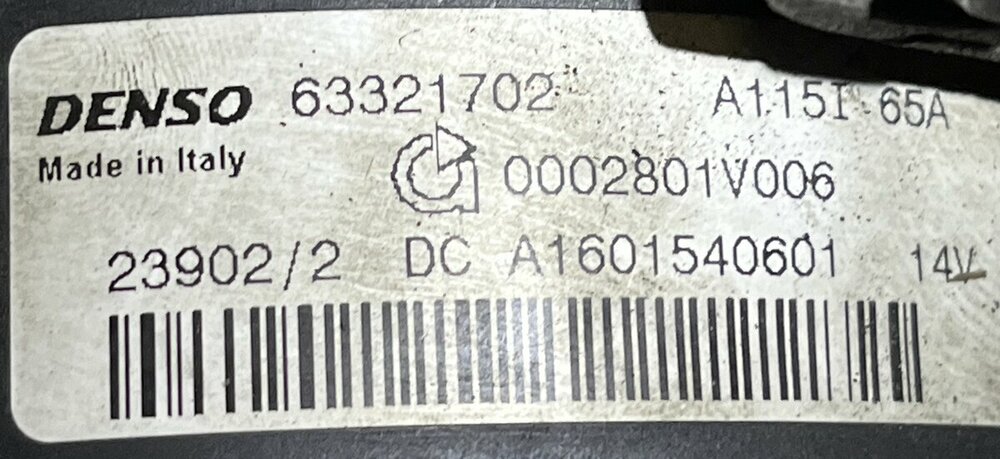 DENSO 63321702 A115I 65A
Made in Italy
0002801V006
23902/2 DC A1601540601 14V